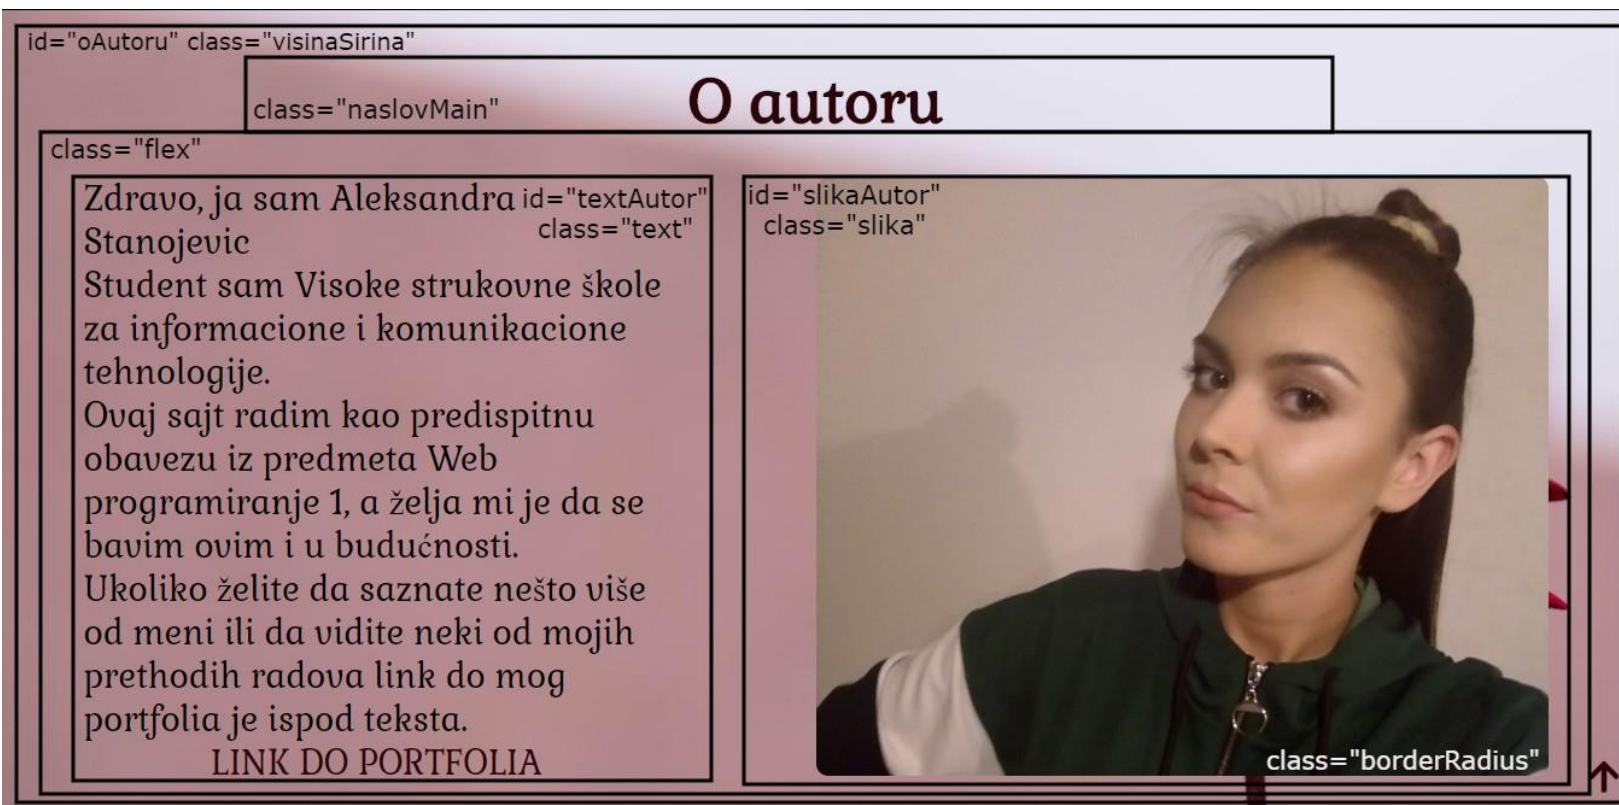 id="oAutoru" class="visinaSirina"
class="naslovMain"
O autoru
class="flex"
Zdravo, ja sam Aleksandra
Stanojevic
Student sam Visoke strukovne škole
za informacione i komunikacione
tehnologije.
Ovaj sajt radim kao predispitnu
obavezu iz predmeta Web
programiranje 1, a želja mi je da se
bavim ovim i u budućnosti.
Ukoliko želite da saznate nešto više
od meni ili da vidite neki od mojih
prethodih radova link do mog
portfolia je ispod teksta.
LINK DO PORTFOLIA
id="textAutor"
class="text"
id="slikaAutor"
class="slika"
class="borderRadius"